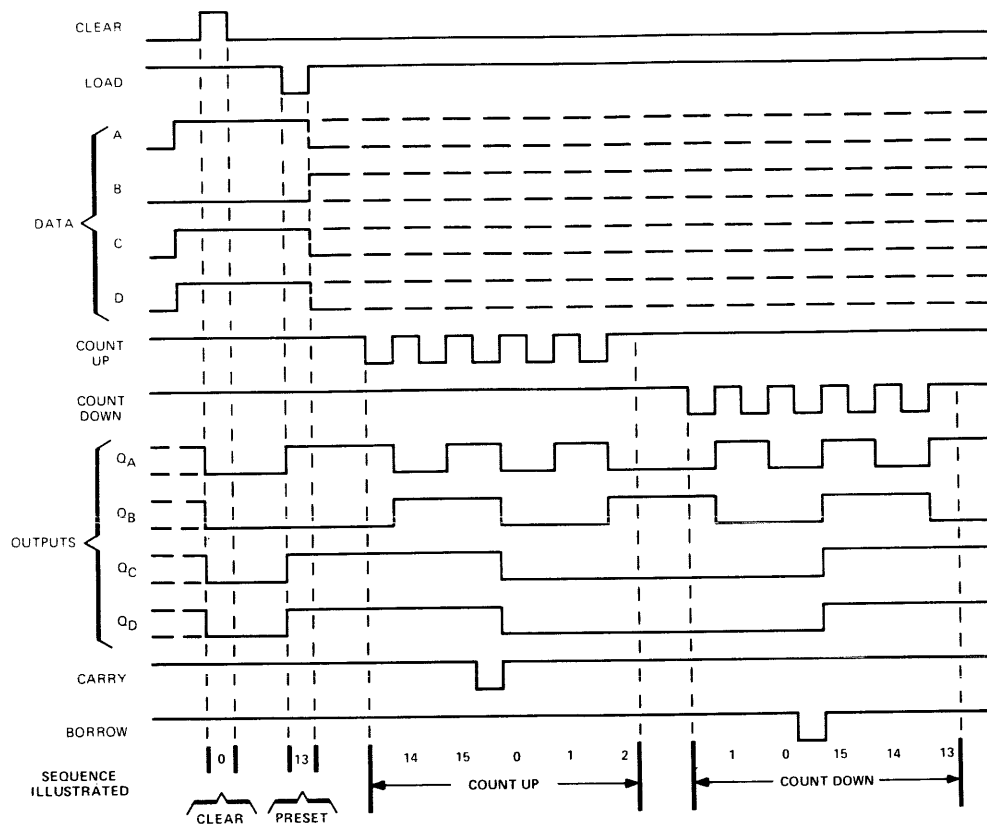 CLEAR
LOAD
DATA
A
B
C
D
COUNT
UP
COUNT
DOWN
OUTPUTS
QA
QB
QC
QD
CARRY
BORROW
SEQUENCE
ILLUSTRATED
0 13 14 15 0 1 2 1 0 15 14 13
CLEAR PRESET COUNT UP COUNT DOWN